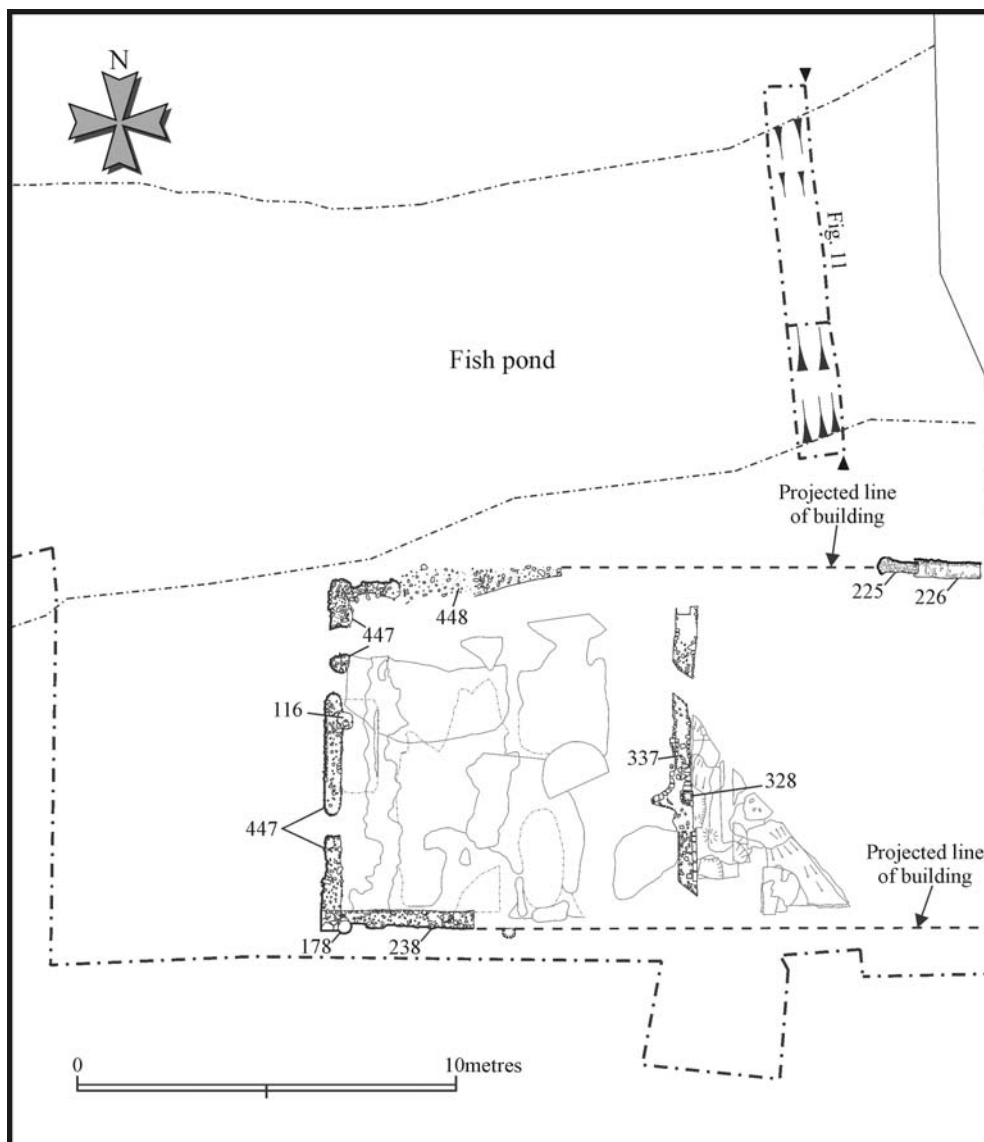 N
Fig. 11
Fish pond
Projected line
of building
225
226
448
447
116
337
328
447
Projected line
of building
178
238
0
10metres